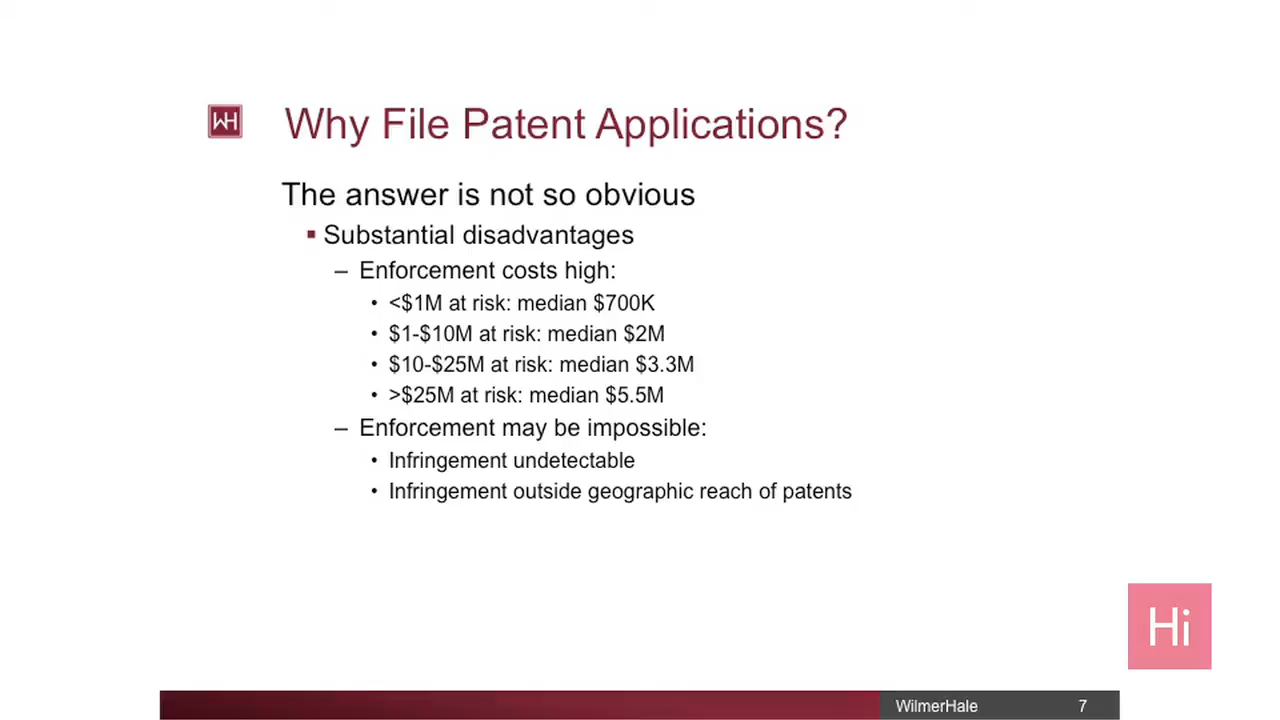 WH
Why File Patent Applications?
The answer is not so obvious
▪ Substantial disadvantages
– Enforcement costs high:
• <$1M at risk: median $700K
• $1-$10M at risk: median $2M
• $10-$25M at risk: median $3.3M
• >$25M at risk: median $5.5M
– Enforcement may be impossible:
• Infringement undetectable
• Infringement outside geographic reach of patents
Hi
WilmerHale 7